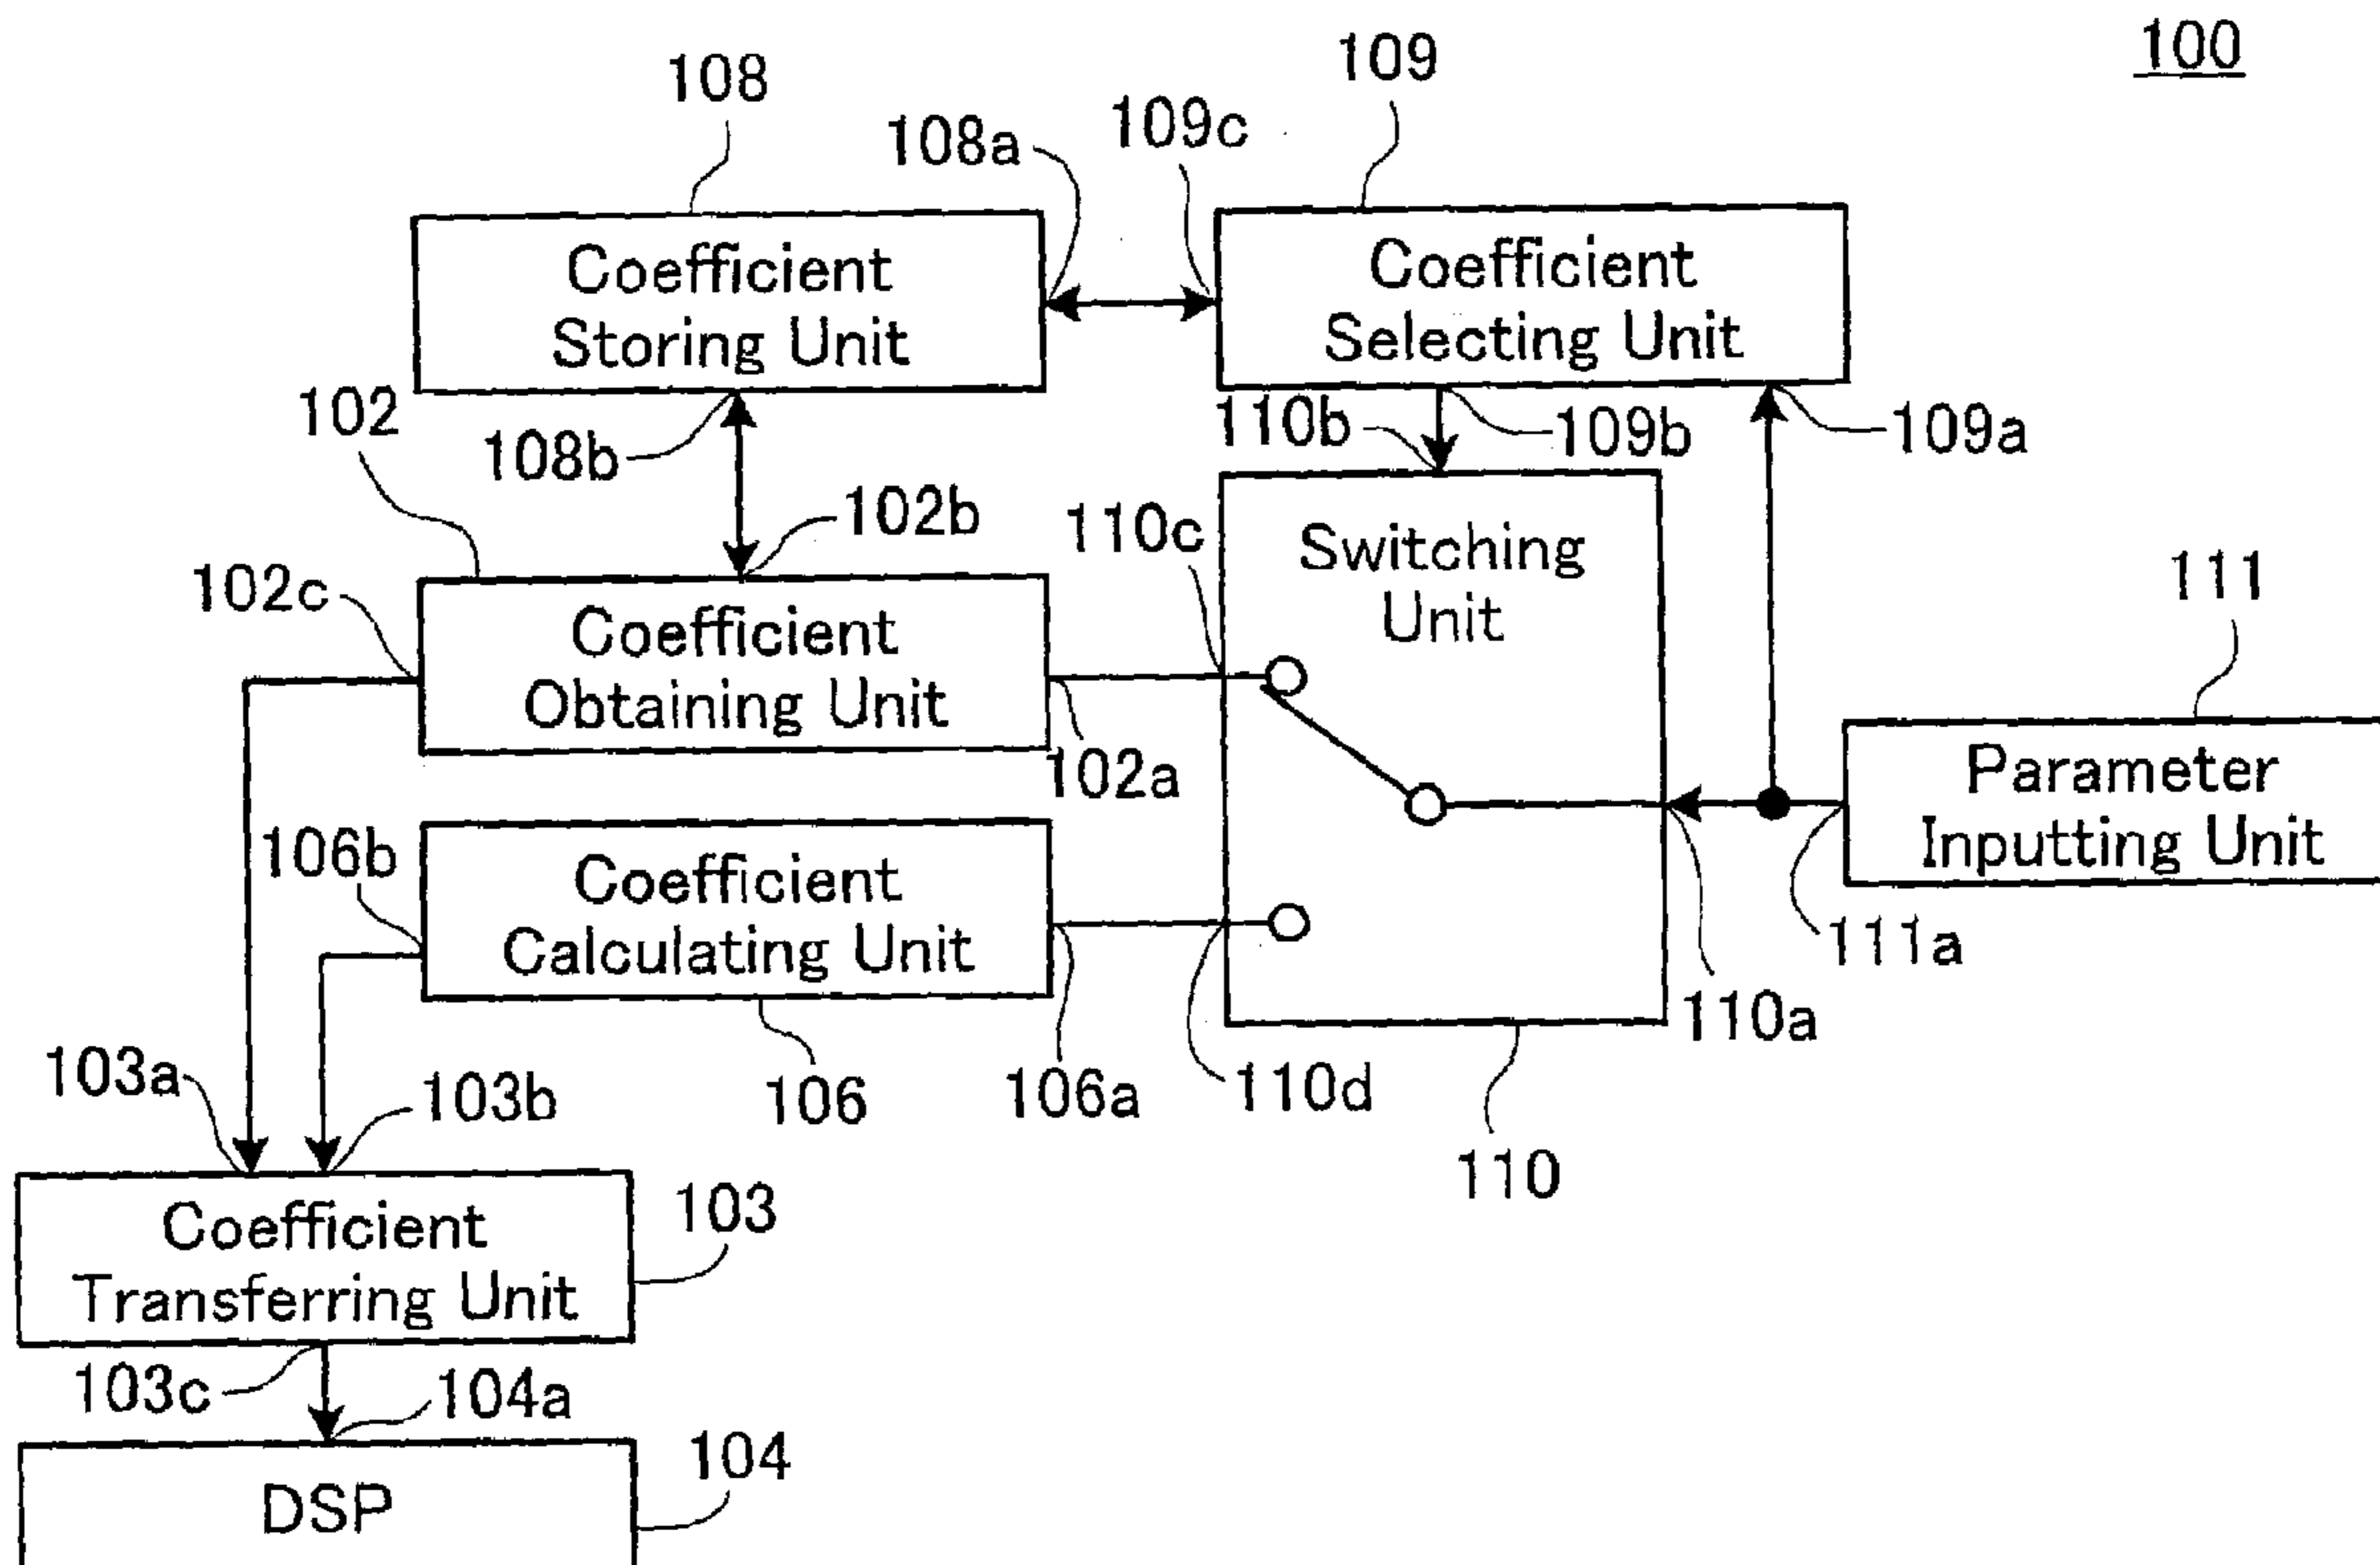 100
108
109
108a
109c
Coefficient
Storing Unit
Coefficient
Selecting Unit
102
108b
110b
109b
109a
102b
110c
Switching
Unit
102c
111
Coefficient
Obtaining Unit
102a
Parameter
Inputting Unit
106b
Coefficient
Calculating Unit
111a
110a
103a
103b
106
106a
110d
110
Coefficient
Transferring Unit
103
103c
104a
104
DSP